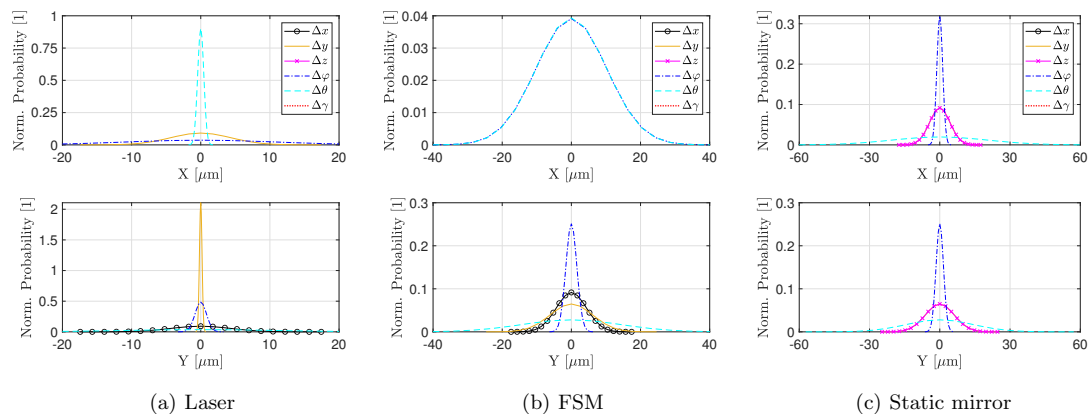 Norm. Probability [1]
1
0.75
0.5
0.25
0
-20 -10 0 10 20
X [μm]
Δx
Δy
Δz
Δφ
Δθ
Δγ
Norm. Probability [1]
0.04
0.03
0.02
0.01
0.00
-40 -20 0 20 40
X [μm]
Δx
Δy
Δz
Δφ
Δθ
Δγ
Norm. Probability [1]
0.3
0.2
0.1
0
-60 -30 0 30 60
X [μm]
Δx
Δy
Δz
Δφ
Δθ
Δγ
Norm. Probability [1]
2
1.5
1
0.5
0
-20 -10 0 10 20
Y [μm]
Norm. Probability [1]
0.3
0.2
0.1
0
-40 -20 0 20 40
Y [μm]
Norm. Probability [1]
0.3
0.2
0.1
0
-60 -30 0 30 60
Y [μm]
(a) Laser
(b) FSM
(c) Static mirror